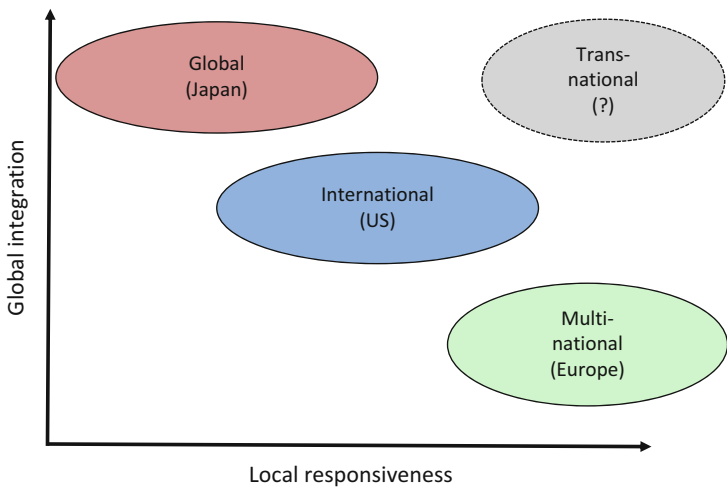 Global
(Japan)
Trans-
national
(?)
International
(US)
Multi-
national
(Europe)
Global integration
Local responsiveness